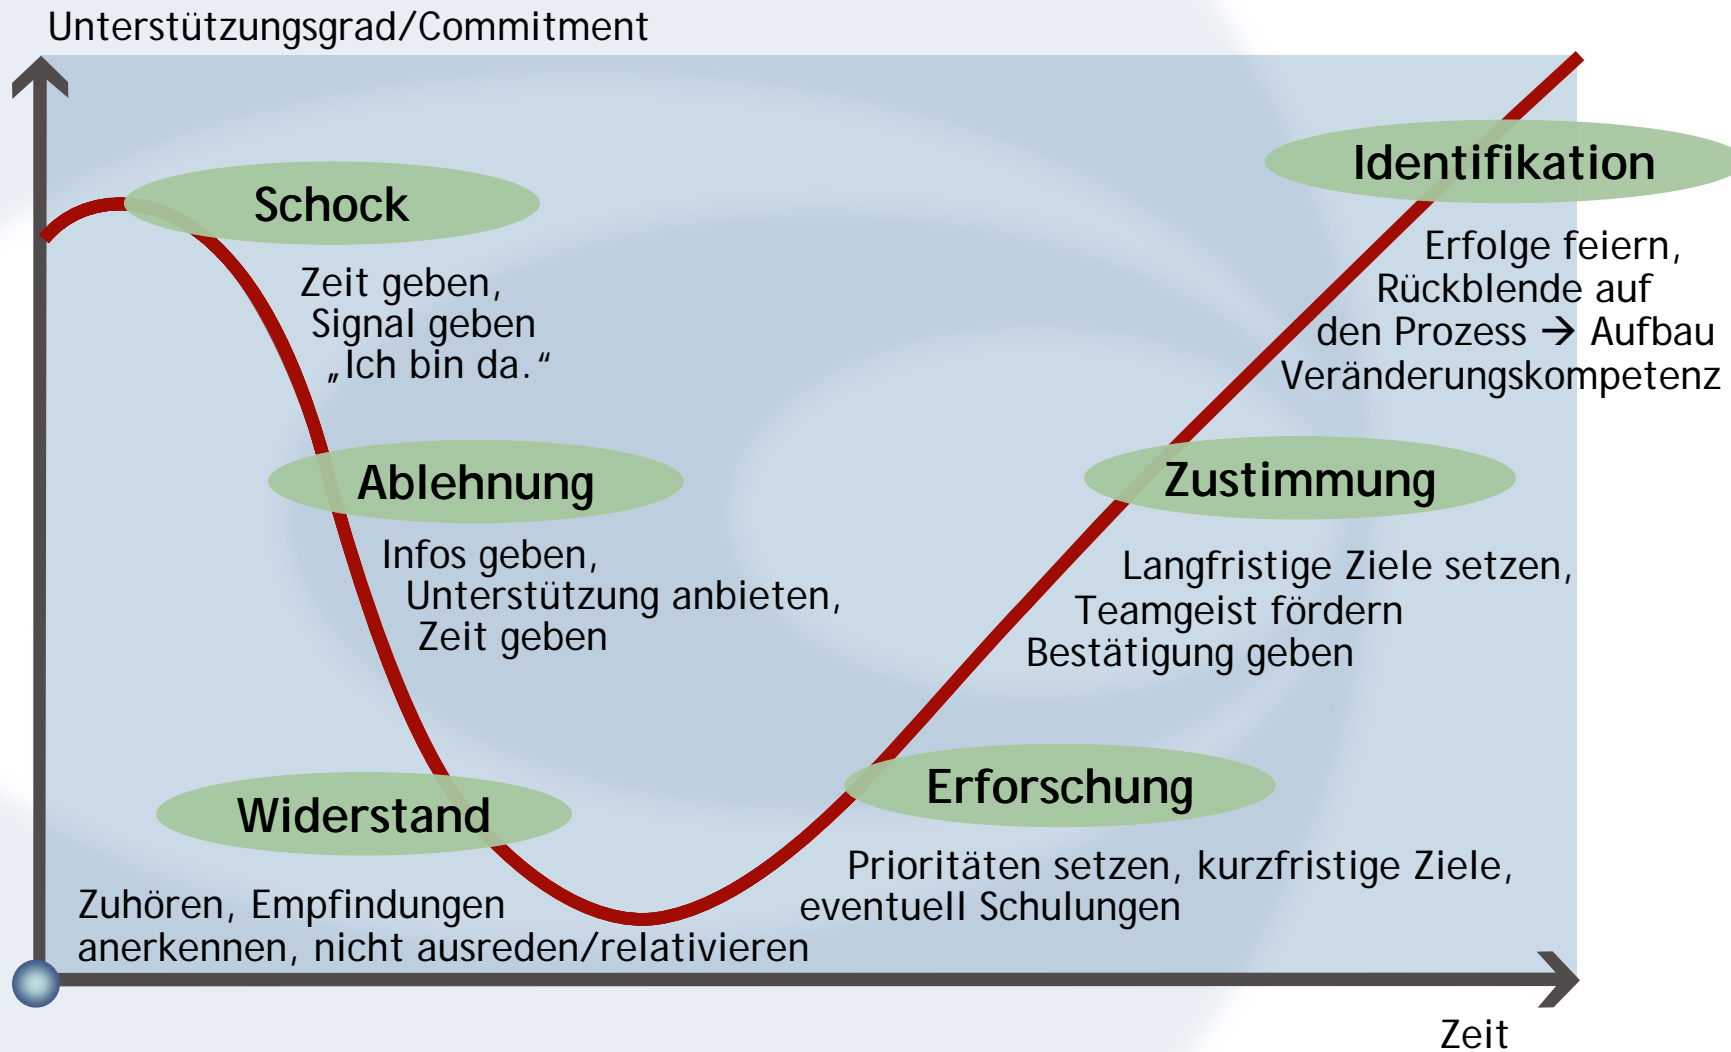 Unterstützungsgrad/Commitment
Schock
Zeit geben,
Signal geben
„Ich bin da.“
Ablehnung
Infos geben,
Unterstützung anbieten,
Zeit geben
Widerstand
Zuhören, Empfindungen
anerkennen, nicht ausreden/relativieren
Erforschung
Prioritäten setzen, kurzfristige Ziele,
eventuell Schulungen
Zustimmung
Langfristige Ziele setzen,
Teamgeist fördern
Bestätigung geben
Identifikation
Erfolge feiern,
Rückblende auf
den Prozess → Aufbau
Veränderungskompetenz
Zeit